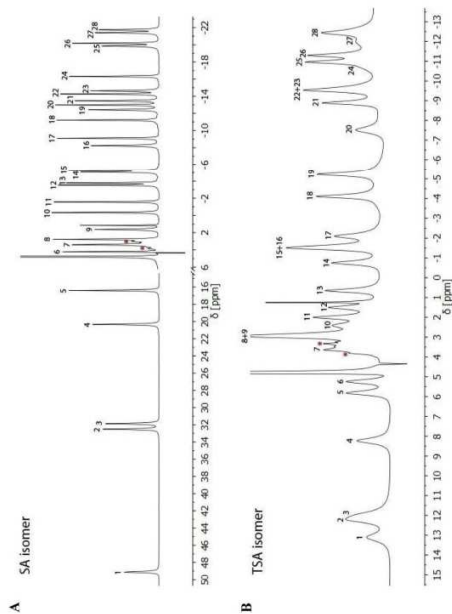 A
SA isomer
1 2 3 4 5 6 * 7 * 8 9 10 11 12 13 14 15 16 17 18 19 20 21 22 23 24 25 26 27 28
50 48 46 44 42 40 38 36 34 32 30 28 26 24 22 20 18 16 6 2 -2 -6 -10 -14 -18 -22
δ [ppm]
B
TSA isomer
1 2 3 4 5 6 * 7 * 8+9 10 11 12 13 14 15+16 17 18 19 20 21 22+23 24 25 26 27 28
15 14 13 12 11 10 9 8 7 6 5 4 3 2 1 0 -1 -2 -3 -4 -5 -6 -7 -8 -9 -10 -11 -12 -13
δ [ppm]